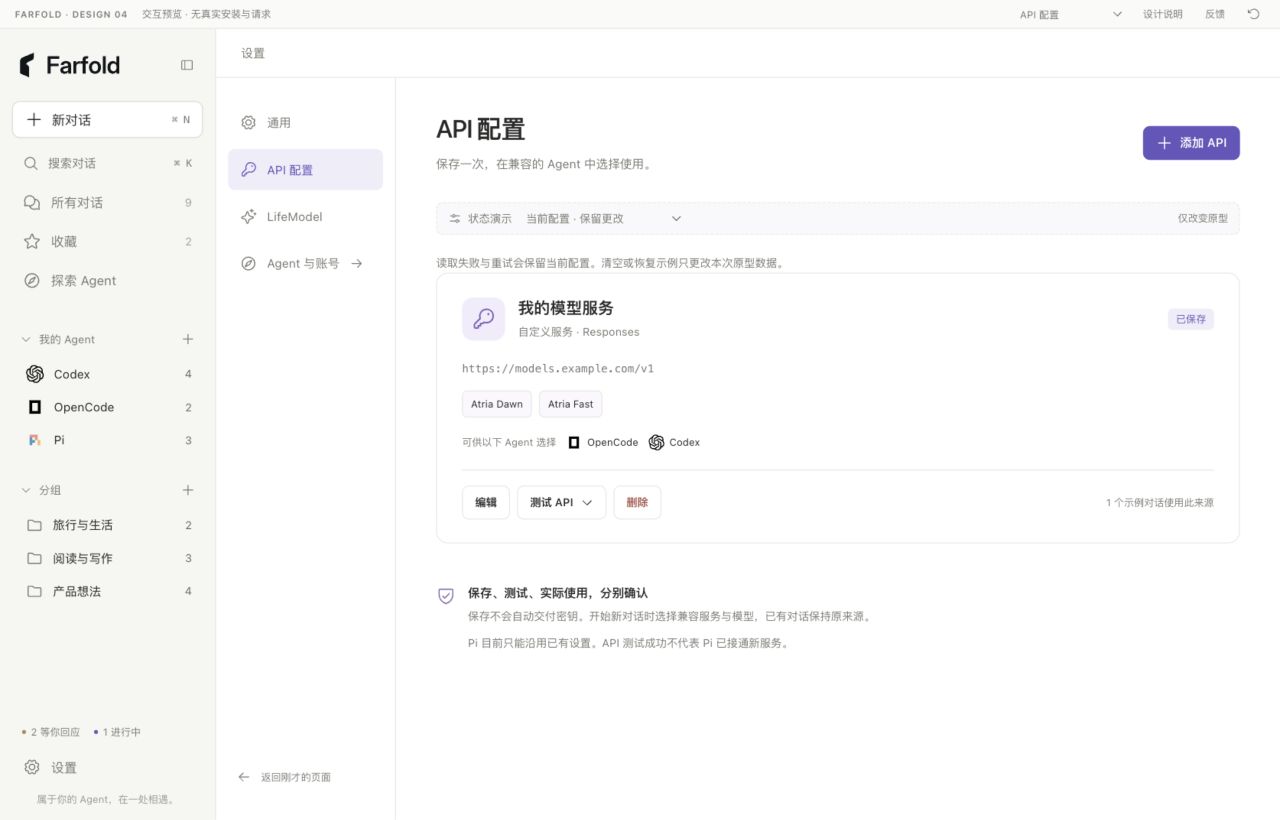 FARFOLD · DESIGN 04 交互预览 · 无真实安装与请求
API 配置 设计说明 反馈
Farfold
新对话 ⌘ N
搜索对话 ⌘ K
所有对话 9
收藏 2
探索 Agent
我的 Agent
Codex 4
OpenCode 2
Pi 3
分组
旅行与生活 2
阅读与写作 3
产品想法 4
2 等你回应 1 进行中
设置
属于你的 Agent，在一处相遇。
设置
通用
API 配置
LifeModel
Agent 与账号
返回刚才的页面
API 配置
保存一次，在兼容的 Agent 中选择使用。
添加 API
状态演示 当前配置 · 保留更改 仅改变原型
读取失败与重试会保留当前配置。清空或恢复示例只更改本次原型数据。
我的模型服务
自定义服务 · Responses
已保存
https://models.example.com/v1
Atria Dawn Atria Fast
可供以下 Agent 选择 OpenCode Codex
编辑 测试 API 删除 1 个示例对话使用此来源
保存、测试、实际使用，分别确认
保存不会自动交付密钥。开始新对话时选择兼容服务与模型，已有对话保持原来源。
Pi 目前只能沿用已有设置。API 测试成功不代表 Pi 已接通新服务。